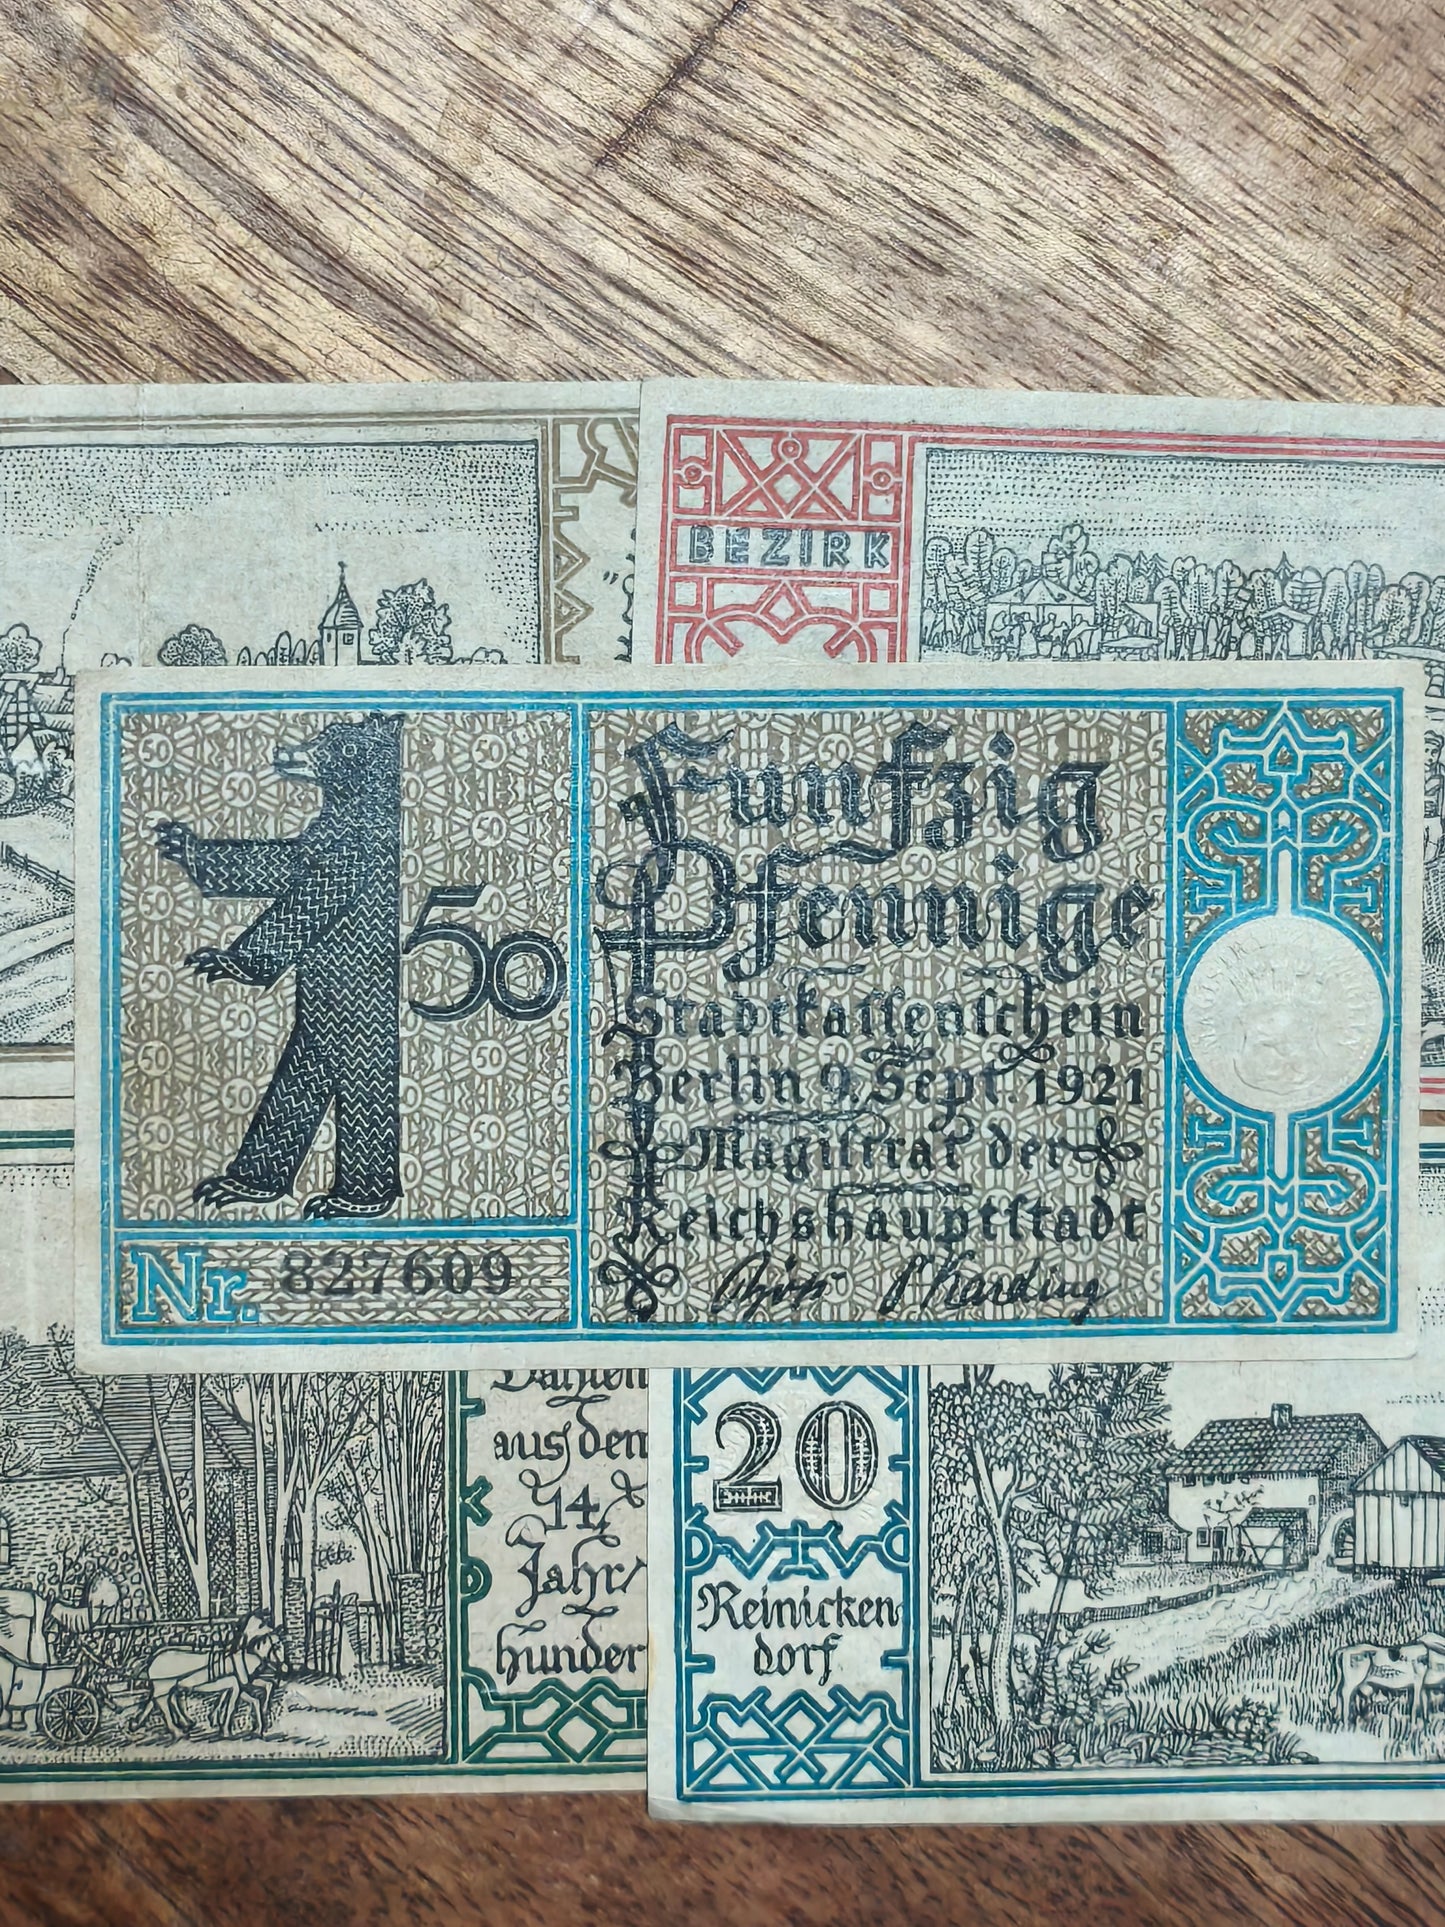 BEZIRK
50
Fünfzig
Pfennige
Stadtkassenschein
Berlin 9. Sept. 1921
Magistrat der
Reichshauptstadt
Nr. 827609
Dahlem
aus dem
14.
Jahr/
hunder
20
Reinicken
dorf